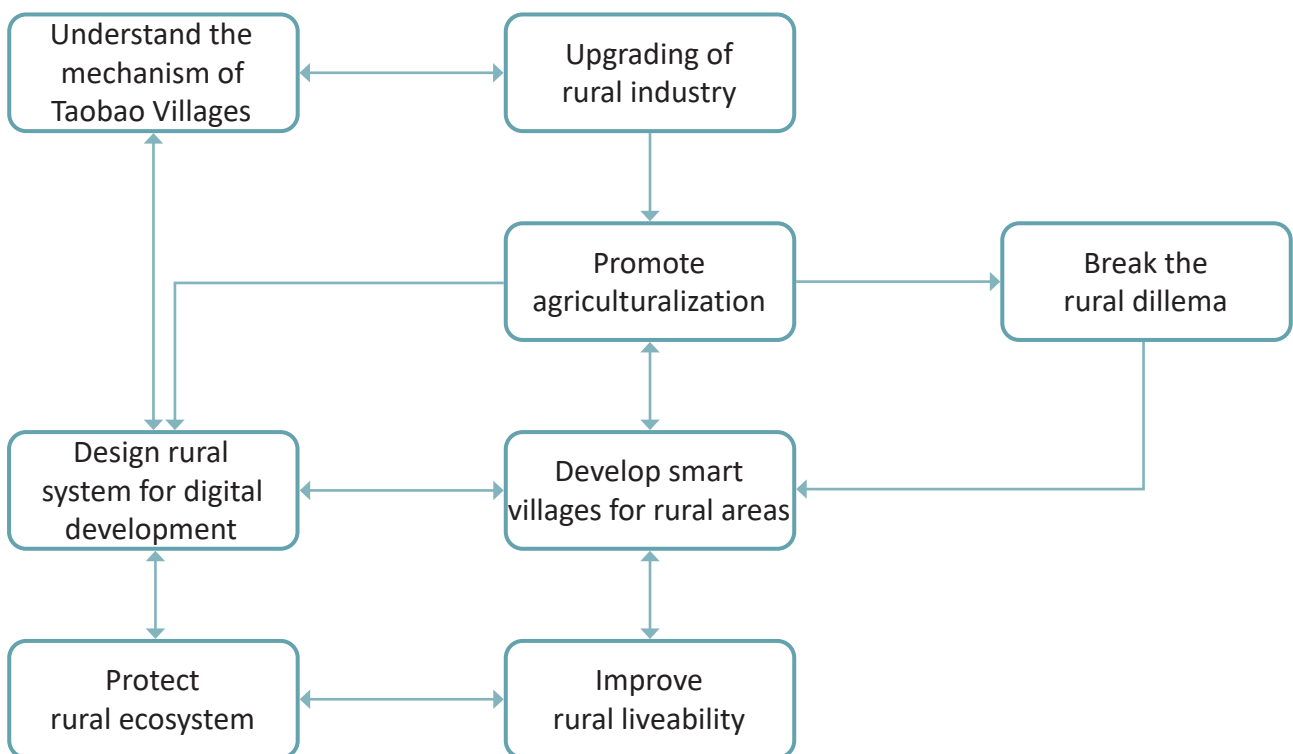 Understand the
mechanism of
Taobao Villages
Upgrading of
rural industry
Promote
agriculturalization
Break the
rural dillema
Design rural
system for digital
development
Develop smart
villages for rural areas
Protect
rural ecosystem
Improve
rural liveability